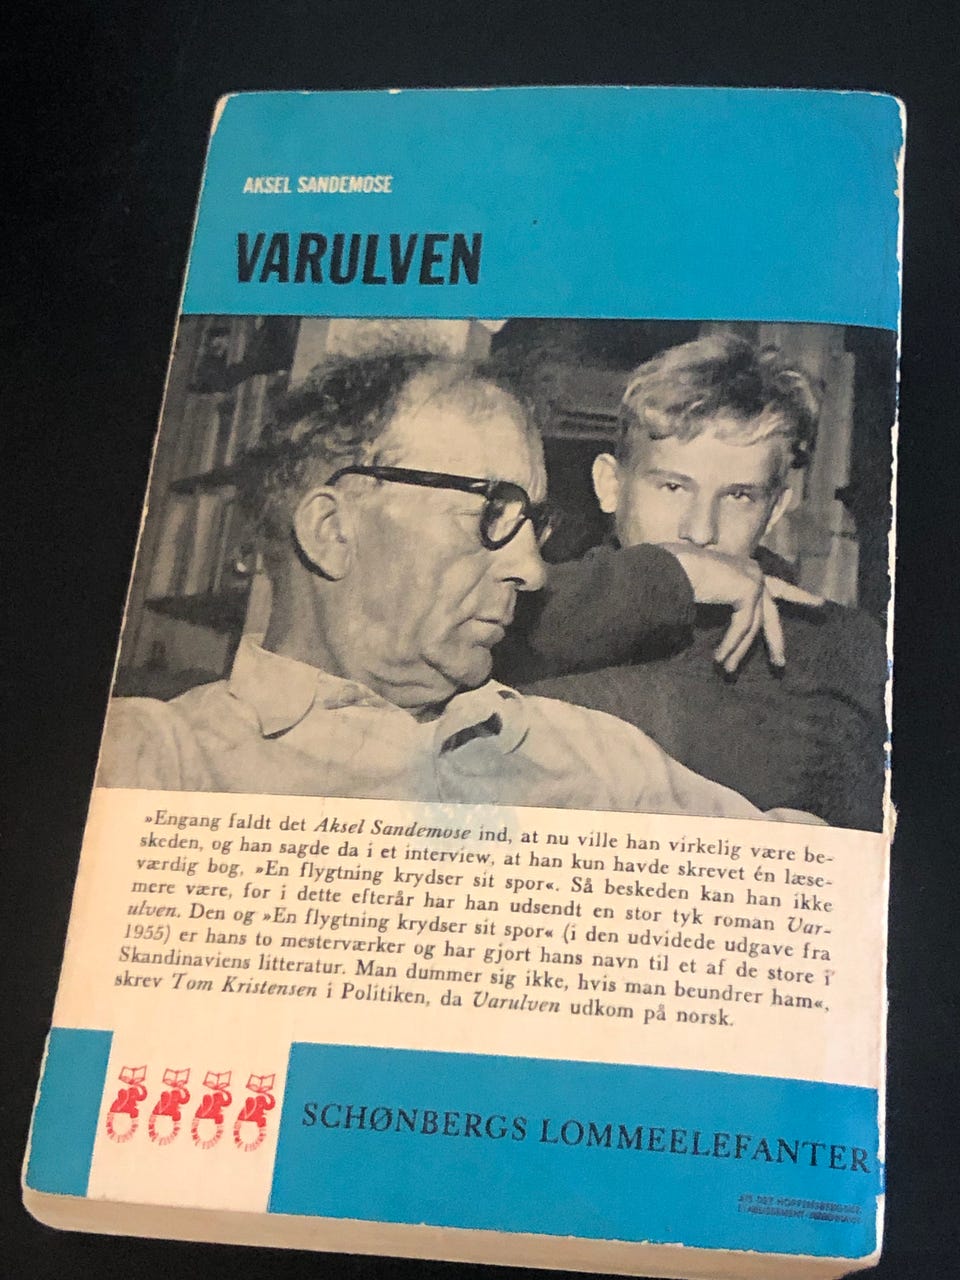 AKSEL SANDEMOSE
VARULVEN
»Engang faldt det Aksel Sandemose ind, at nu ville han virkelig være be-
skeden, og han sagde da i et interview, at han kun havde skrevet én læse-
værdig bog, »En flygtning krydser sit spor«. Så beskeden kan han ikke
mere være, for i dette efterår har han udsendt en stor tyk roman Var-
ulven. Den og »En flygtning krydser sit spor« (i den udvidede udgave fra
1955) er hans to mesterværker og har gjort hans navn til et af de store i
Skandinaviens litteratur. Man dummer sig ikke, hvis man beundrer ham«,
skrev Tom Kristensen i Politiken, da Varulven udkom på norsk.
SCHØNBERGS LOMMEELEFANTER
A/S DET HOFFENSBERGSKE
ETABLISSEMENT